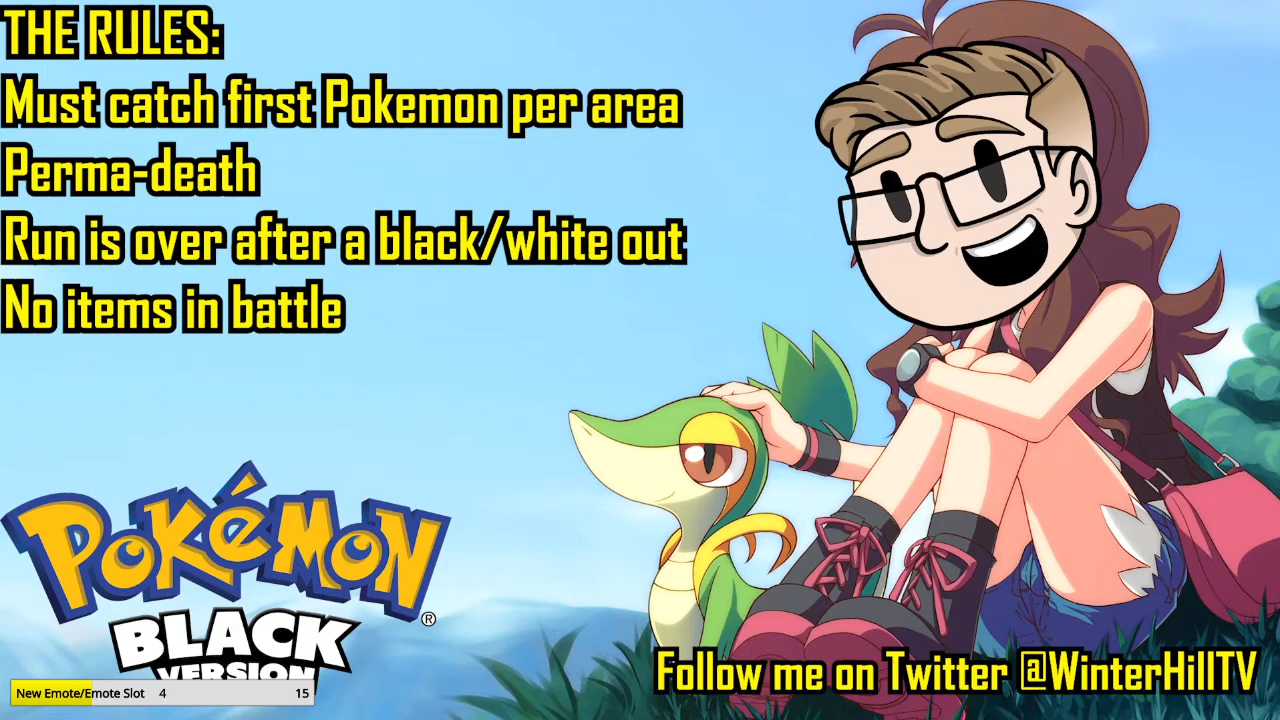 THE RULES:
Must catch first Pokemon per area
Perma-death
Run is over after a black/white out
No items in battle
POKéMON
®
BLACK
VERSION
New Emote/Emote Slot 4 15
Follow me on Twitter @WinterHillTV